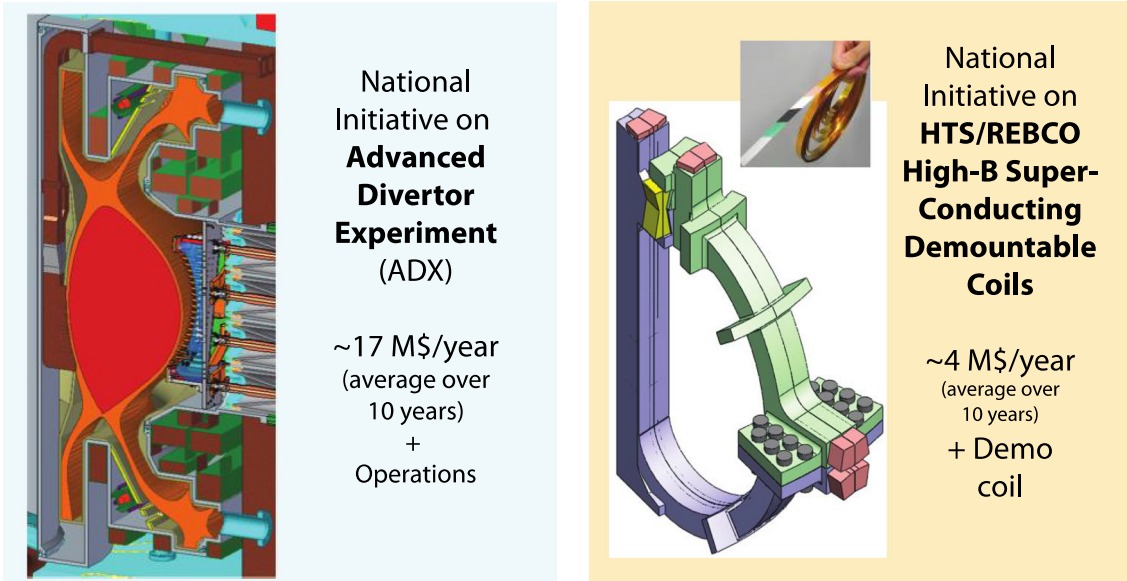 National
Initiative on
Advanced
Divertor
Experiment
(ADX)
~17 M$/year
(average over
10 years)
+
Operations
National
Initiative on
HTS/REBCO
High-B Super-
Conducting
Demountable
Coils
~4 M$/year
(average over
10 years)
+ Demo
coil